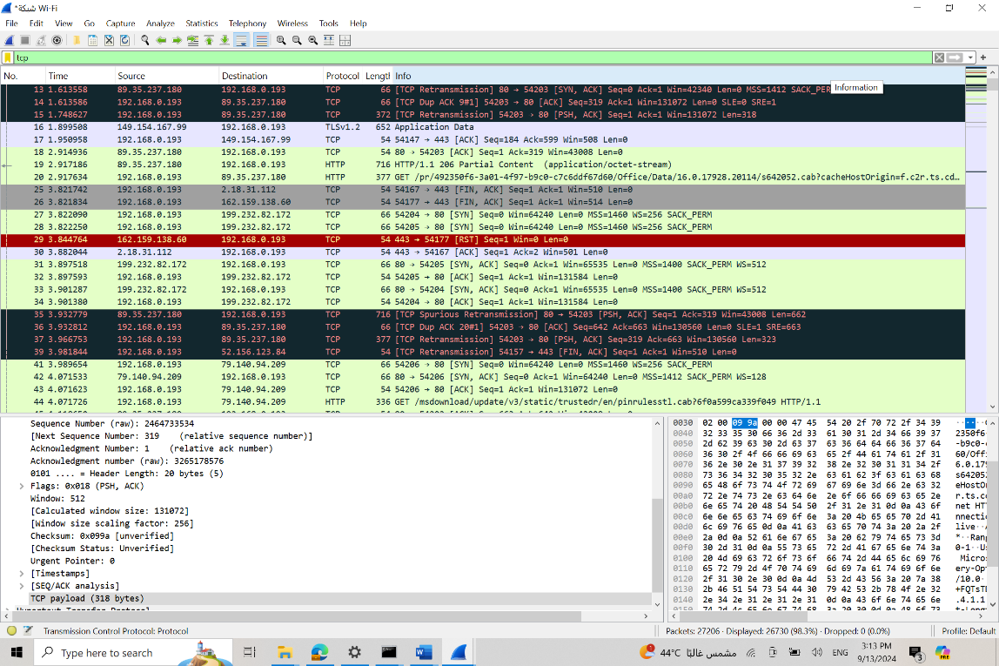 *شبكة Wi-Fi
File Edit View Go Capture Analyze Statistics Telephony Wireless Tools Help
tcp
No. Time Source Destination Protocol Lengtl Info
13 1.613558 89.35.237.180 192.168.0.193 TCP 66 [TCP Retransmission] 80 → 54203 [SYN, ACK] Seq=0 Ack=1 Win=42340 Len=0 MSS=1412 SACK_PER
Information
14 1.613586 192.168.0.193 89.35.237.180 TCP 66 [TCP Dup ACK 9#1] 54203 → 80 [ACK] Seq=319 Ack=1 Win=131072 Len=0 SLE=0 SRE=1
15 1.748627 192.168.0.193 89.35.237.180 TCP 372 [TCP Retransmission] 54203 → 80 [PSH, ACK] Seq=1 Ack=1 Win=131072 Len=318
16 1.899508 149.154.167.99 192.168.0.193 TLSv1.2 652 Application Data
17 1.950958 192.168.0.193 149.154.167.99 TCP 54 54147 → 443 [ACK] Seq=184 Ack=599 Win=508 Len=0
18 2.914936 89.35.237.180 192.168.0.193 TCP 54 80 → 54203 [ACK] Seq=1 Ack=319 Win=43008 Len=0
19 2.917186 89.35.237.180 192.168.0.193 HTTP 716 HTTP/1.1 206 Partial Content (application/octet-stream)
20 2.917634 192.168.0.193 89.35.237.180 HTTP 377 GET /pr/492350f6-3a01-4f97-b9c0-c7c6ddf67d60/Office/Data/16.0.17928.20114/s642052.cab?cacheHostOrigin=f.c2r.ts.cd…
25 3.821742 192.168.0.193 2.18.31.112 TCP 54 54167 → 443 [FIN, ACK] Seq=1 Ack=1 Win=510 Len=0
26 3.821834 192.168.0.193 162.159.138.60 TCP 54 54177 → 443 [FIN, ACK] Seq=1 Ack=1 Win=514 Len=0
27 3.822090 192.168.0.193 199.232.82.172 TCP 66 54204 → 80 [SYN] Seq=0 Win=64240 Len=0 MSS=1460 WS=256 SACK_PERM
28 3.822250 192.168.0.193 199.232.82.172 TCP 66 54205 → 80 [SYN] Seq=0 Win=64240 Len=0 MSS=1460 WS=256 SACK_PERM
29 3.844764 162.159.138.60 192.168.0.193 TCP 54 443 → 54177 [RST] Seq=1 Win=0 Len=0
30 3.882044 2.18.31.112 192.168.0.193 TCP 54 443 → 54167 [ACK] Seq=1 Ack=2 Win=501 Len=0
31 3.897518 199.232.82.172 192.168.0.193 TCP 66 80 → 54205 [SYN, ACK] Seq=0 Ack=1 Win=65535 Len=0 MSS=1400 SACK_PERM WS=512
32 3.897593 192.168.0.193 199.232.82.172 TCP 54 54205 → 80 [ACK] Seq=1 Ack=1 Win=131584 Len=0
33 3.901287 199.232.82.172 192.168.0.193 TCP 66 80 → 54204 [SYN, ACK] Seq=0 Ack=1 Win=65535 Len=0 MSS=1400 SACK_PERM WS=512
34 3.901380 192.168.0.193 199.232.82.172 TCP 54 54204 → 80 [ACK] Seq=1 Ack=1 Win=131584 Len=0
35 3.932779 89.35.237.180 192.168.0.193 TCP 716 [TCP Spurious Retransmission] 80 → 54203 [PSH, ACK] Seq=1 Ack=319 Win=43008 Len=662
36 3.932812 192.168.0.193 89.35.237.180 TCP 66 [TCP Dup ACK 20#1] 54203 → 80 [ACK] Seq=642 Ack=663 Win=130560 Len=0 SLE=1 SRE=663
37 3.966753 192.168.0.193 89.35.237.180 TCP 377 [TCP Retransmission] 54203 → 80 [PSH, ACK] Seq=319 Ack=663 Win=130560 Len=323
39 3.981844 192.168.0.193 52.156.123.84 TCP 54 [TCP Retransmission] 54157 → 443 [FIN, ACK] Seq=1 Ack=1 Win=510 Len=0
41 3.989654 192.168.0.193 79.140.94.209 TCP 66 54206 → 80 [SYN] Seq=0 Win=64240 Len=0 MSS=1460 WS=256 SACK_PERM
42 4.071533 79.140.94.209 192.168.0.193 TCP 66 80 → 54206 [SYN, ACK] Seq=0 Ack=1 Win=64240 Len=0 MSS=1412 SACK_PERM WS=128
43 4.071623 192.168.0.193 79.140.94.209 TCP 54 54206 → 80 [ACK] Seq=1 Ack=1 Win=131072 Len=0
44 4.071726 192.168.0.193 79.140.94.209 HTTP 336 GET /msdownload/update/v3/static/trustedr/en/pinrulesstl.cab?6f0a599ca339f049 HTTP/1.1
Sequence Number (raw): 2464733534
[Next Sequence Number: 319 (relative sequence number)]
Acknowledgment Number: 1 (relative ack number)
Acknowledgment number (raw): 3265178576
0101 .... = Header Length: 20 bytes (5)
Flags: 0x018 (PSH, ACK)
Window: 512
[Calculated window size: 131072]
[Window size scaling factor: 256]
Checksum: 0x099a [unverified]
[Checksum Status: Unverified]
Urgent Pointer: 0
[Timestamps]
[SEQ/ACK analysis]
TCP payload (318 bytes)
0030 02 00 09 9a 00 00 47 45 54 20 2f 70 72 2f 34 39
0040 32 33 35 30 66 36 2d 33 61 30 31 2d 34 66 39 37 2350f6-
0050 2d 62 39 63 30 2d 63 37 63 36 64 64 66 36 37 64 -b9c0-c
0060 36 30 2f 4f 66 66 69 63 65 2f 44 61 74 61 2f 31 60/Offi
0070 36 2e 30 2e 31 37 39 32 38 2e 32 30 31 31 34 2f 6.0.179
0080 73 36 34 32 30 35 32 2e 63 61 62 3f 63 61 63 68 s642052
0090 65 48 6f 73 74 4f 72 69 67 69 6e 3d 66 2e 63 32 eHostOr
00a0 72 2e 74 73 2e 63 64 6e 2e 6f 66 66 69 63 65 2e r.ts.cd
00b0 6e 65 74 20 48 54 54 50 2f 31 2e 31 0d 0a 43 6f net HTT
00c0 6e 6e 65 63 74 69 6f 6e 3a 20 4b 65 65 70 2d 41 nnectio
00d0 6c 69 76 65 0d 0a 41 63 63 65 70 74 3a 20 2a 2f live··A
00e0 2a 0d 0a 52 61 6e 67 65 3a 20 62 79 74 65 73 3d *··Rang
00f0 30 2d 31 0d 0a 55 73 65 72 2d 41 67 65 6e 74 3a 0-1··Us
0100 20 4d 69 63 72 6f 73 6f 66 74 2d 44 65 6c 69 76 Micros
0110 65 72 79 2d 4f 70 74 69 6d 69 7a 61 74 69 6f 6e ery-Opt
0120 2f 31 30 2e 30 0d 0a 4d 53 2d 43 56 3a 20 7a 38 /10.0··
0130 2b 46 51 54 73 54 44 30 79 42 53 2b 78 4f 2e 32 +FQTsTD
0140 2e 34 2e 31 2e 31 2e 31 0d 0a 43 6f 6e 74 65 6e .4.1.1
Transmission Control Protocol: Protocol
Packets: 27206 · Displayed: 26730 (98.3%) · Dropped: 0 (0.0%)
Profile: Default
Type here to search
44°C مشمس غالبًا
ENG
3:13 PM
9/13/2024
3
PRE